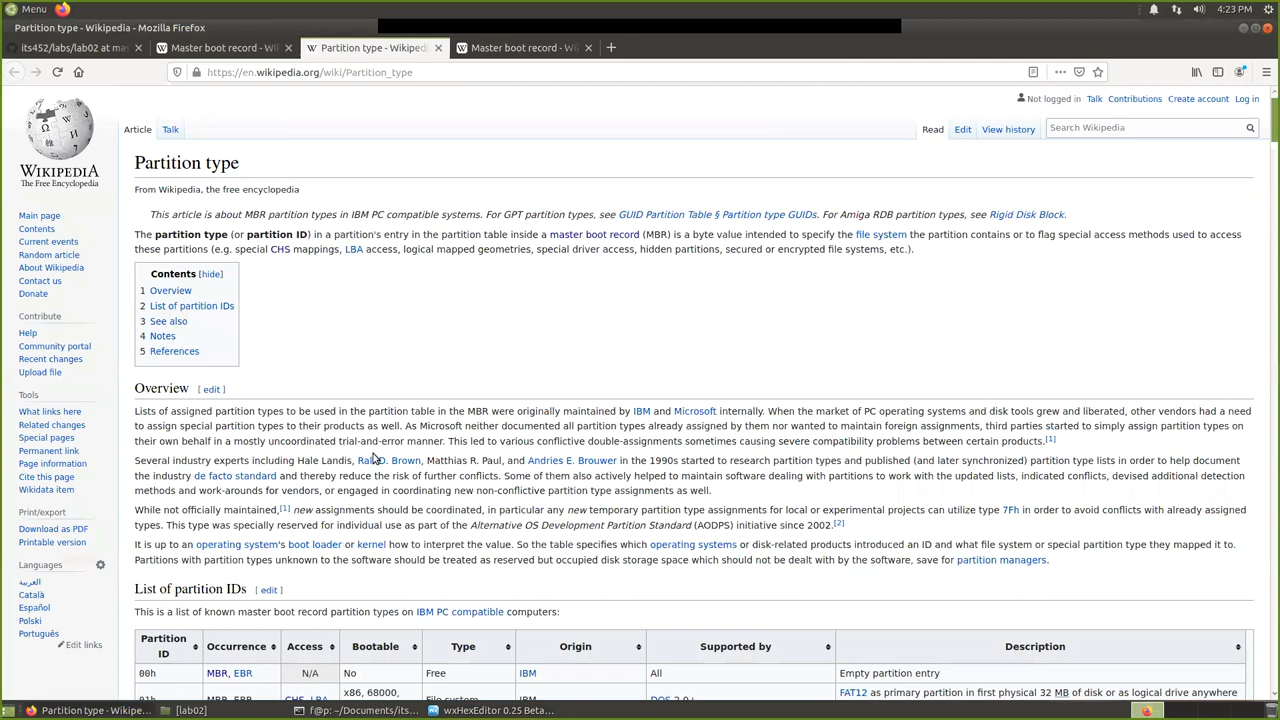 Menu
4:23 PM
Partition type - Wikipedia - Mozilla Firefox
its452/labs/lab02 at ma
Master boot record - Wi
Partition type - Wikipedi
Master boot record - Wi
https://en.wikipedia.org/wiki/Partition_type
Not logged in Talk Contributions Create account Log in
Article Talk
Read Edit View history
Search Wikipedia
WIKIPEDIA
The Free Encyclopedia
Main page
Contents
Current events
Random article
About Wikipedia
Contact us
Donate
Contribute
Help
Community portal
Recent changes
Upload file
Tools
What links here
Related changes
Special pages
Permanent link
Page information
Cite this page
Wikidata item
Print/export
Download as PDF
Printable version
Languages
العربية
Català
Español
Polski
Português
Edit links
Partition type
From Wikipedia, the free encyclopedia
This article is about MBR partition types in IBM PC compatible systems. For GPT partition types, see GUID Partition Table § Partition type GUIDs. For Amiga RDB partition types, see Rigid Disk Block.
The partition type (or partition ID) in a partition's entry in the partition table inside a master boot record (MBR) is a byte value intended to specify the file system the partition contains or to flag special access methods used to access
these partitions (e.g. special CHS mappings, LBA access, logical mapped geometries, special driver access, hidden partitions, secured or encrypted file systems, etc.).
Contents [hide]
1 Overview
2 List of partition IDs
3 See also
4 Notes
5 References
Overview [ edit ]
Lists of assigned partition types to be used in the partition table in the MBR were originally maintained by IBM and Microsoft internally. When the market of PC operating systems and disk tools grew and liberated, other vendors had a need
to assign special partition types to their products as well. As Microsoft neither documented all partition types already assigned by them nor wanted to maintain foreign assignments, third parties started to simply assign partition types on
their own behalf in a mostly uncoordinated trial-and-error manner. This led to various conflictive double-assignments sometimes causing severe compatibility problems between certain products.[1]
Several industry experts including Hale Landis, Ralf D. Brown, Matthias R. Paul, and Andries E. Brouwer in the 1990s started to research partition types and published (and later synchronized) partition type lists in order to help document
the industry de facto standard and thereby reduce the risk of further conflicts. Some of them also actively helped to maintain software dealing with partitions to work with the updated lists, indicated conflicts, devised additional detection
methods and work-arounds for vendors, or engaged in coordinating new non-conflictive partition type assignments as well.
While not officially maintained,[1] new assignments should be coordinated, in particular any new temporary partition type assignments for local or experimental projects can utilize type 7Fh in order to avoid conflicts with already assigned
types. This type was specially reserved for individual use as part of the Alternative OS Development Partition Standard (AODPS) initiative since 2002.[2]
It is up to an operating system's boot loader or kernel how to interpret the value. So the table specifies which operating systems or disk-related products introduced an ID and what file system or special partition type they mapped it to.
Partitions with partition types unknown to the software should be treated as reserved but occupied disk storage space which should not be dealt with by the software, save for partition managers.
List of partition IDs [ edit ]
This is a list of known master boot record partition types on IBM PC compatible computers:
Partition ID Occurrence Access Bootable Type Origin Supported by Description
00h MBR, EBR N/A No Free IBM All Empty partition entry
01h MBR, EBR CHS, LBA x86, 68000, File system IBM DOS 2.0+ FAT12 as primary partition in first physical 32 MB of disk or as logical drive anywhere
Partition type - Wikipe...
[lab02]
f@p: ~/Documents/its...
wxHexEditor 0.25 Beta...